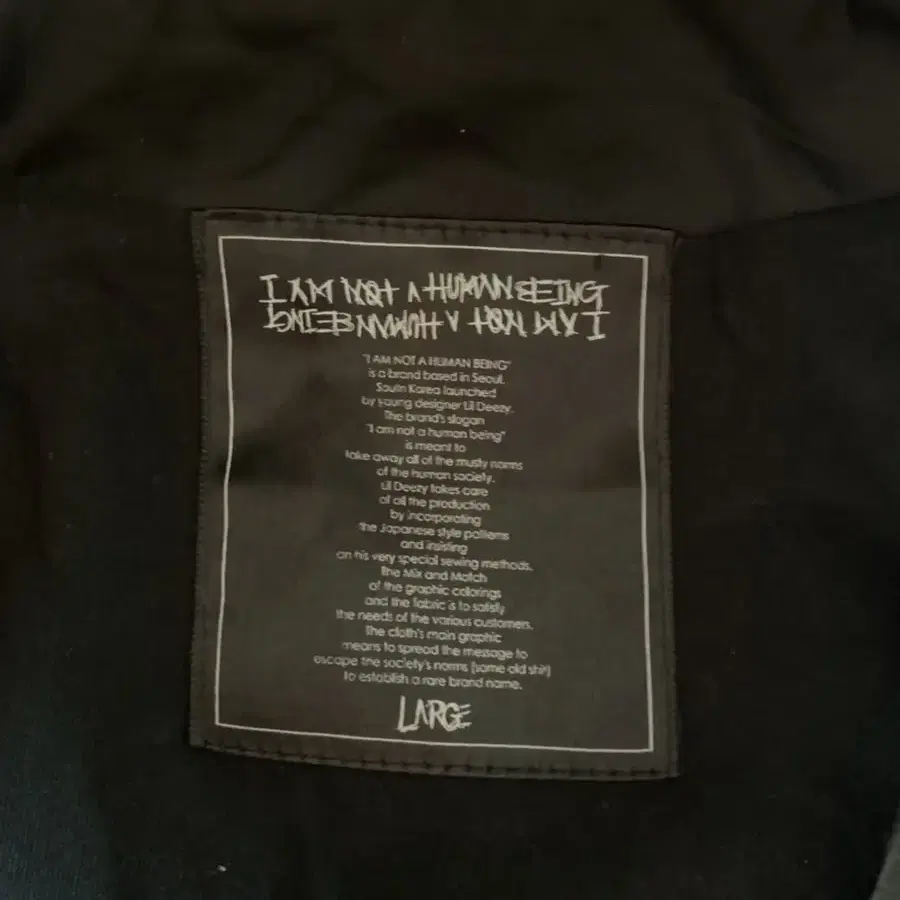 I AM NOT A HUMAN BEING
I AM NOT A HUMAN BEING
"I AM NOT A HUMAN BEING"
is a brand based in Seoul,
South Korea launched
by young designer Lil Deezy.
The brand's slogan
"I am not a human being"
is meant to
take away all of the musty norms
of the human society.
Lil Deezy takes care
of all the production
by incorporating
the Japanese style patterns
and insisting
on his very special sewing methods.
The Mix and Match
of the graphic colorings
and the fabric is to satisfy
the needs of the various customers.
The cloth's main graphic
means to spread the message to
escape the society's norms (same old shit)
to establish a rare brand name.
LARGE